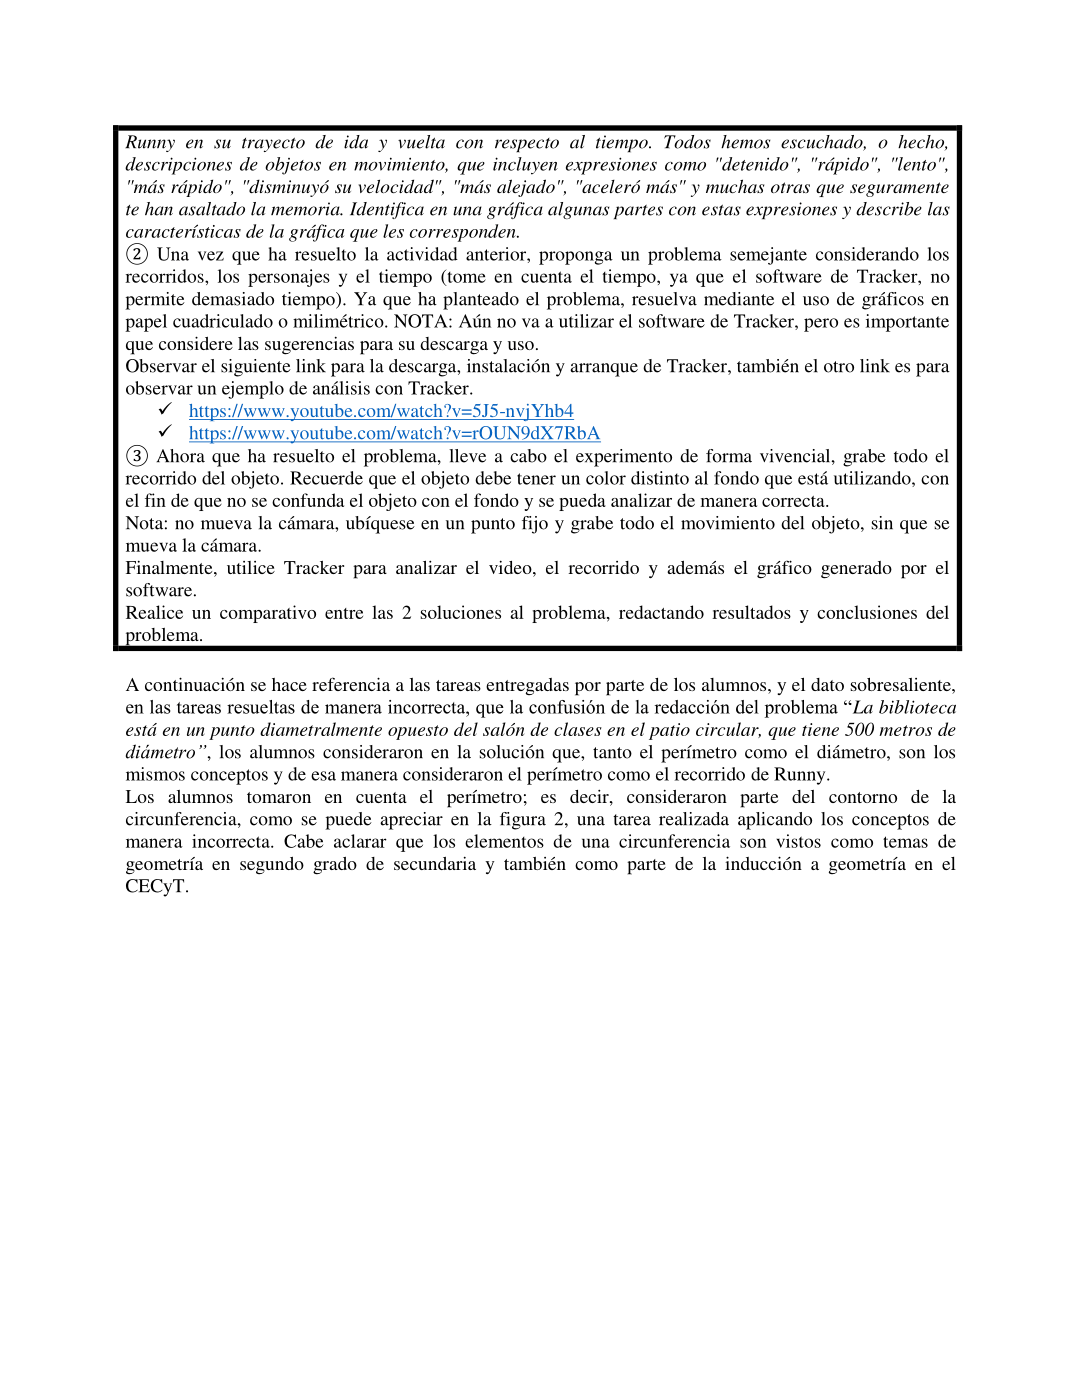 Runny en su trayecto de ida y vuelta con respecto al tiempo. Todos hemos escuchado, o hecho,
descripciones de objetos en movimiento, que incluyen expresiones como "detenido", "rápido", "lento",
"más rápido", "disminuyó su velocidad", "más alejado", "aceleró más" y muchas otras que seguramente
te han asaltado la memoria. Identifica en una gráfica algunas partes con estas expresiones y describe las
características de la gráfica que les corresponden.
② Una vez que ha resuelto la actividad anterior, proponga un problema semejante considerando los
recorridos, los personajes y el tiempo (tome en cuenta el tiempo, ya que el software de Tracker, no
permite demasiado tiempo). Ya que ha planteado el problema, resuelva mediante el uso de gráficos en
papel cuadriculado o milimétrico. NOTA: Aún no va a utilizar el software de Tracker, pero es importante
que considere las sugerencias para su descarga y uso.
Observar el siguiente link para la descarga, instalación y arranque de Tracker, también el otro link es para
observar un ejemplo de análisis con Tracker.
✓ https://www.youtube.com/watch?v=5J5-nvjYhb4
✓ https://www.youtube.com/watch?v=rOUN9dX7RbA
③ Ahora que ha resuelto el problema, lleve a cabo el experimento de forma vivencial, grabe todo el
recorrido del objeto. Recuerde que el objeto debe tener un color distinto al fondo que está utilizando, con
el fin de que no se confunda el objeto con el fondo y se pueda analizar de manera correcta.
Nota: no mueva la cámara, ubíquese en un punto fijo y grabe todo el movimiento del objeto, sin que se
mueva la cámara.
Finalmente, utilice Tracker para analizar el video, el recorrido y además el gráfico generado por el
software.
Realice un comparativo entre las 2 soluciones al problema, redactando resultados y conclusiones del
problema.
A continuación se hace referencia a las tareas entregadas por parte de los alumnos, y el dato sobresaliente,
en las tareas resueltas de manera incorrecta, que la confusión de la redacción del problema “La biblioteca
está en un punto diametralmente opuesto del salón de clases en el patio circular, que tiene 500 metros de
diámetro”, los alumnos consideraron en la solución que, tanto el perímetro como el diámetro, son los
mismos conceptos y de esa manera consideraron el perímetro como el recorrido de Runny.
Los alumnos tomaron en cuenta el perímetro; es decir, consideraron parte del contorno de la
circunferencia, como se puede apreciar en la figura 2, una tarea realizada aplicando los conceptos de
manera incorrecta. Cabe aclarar que los elementos de una circunferencia son vistos como temas de
geometría en segundo grado de secundaria y también como parte de la inducción a geometría en el
CECyT.